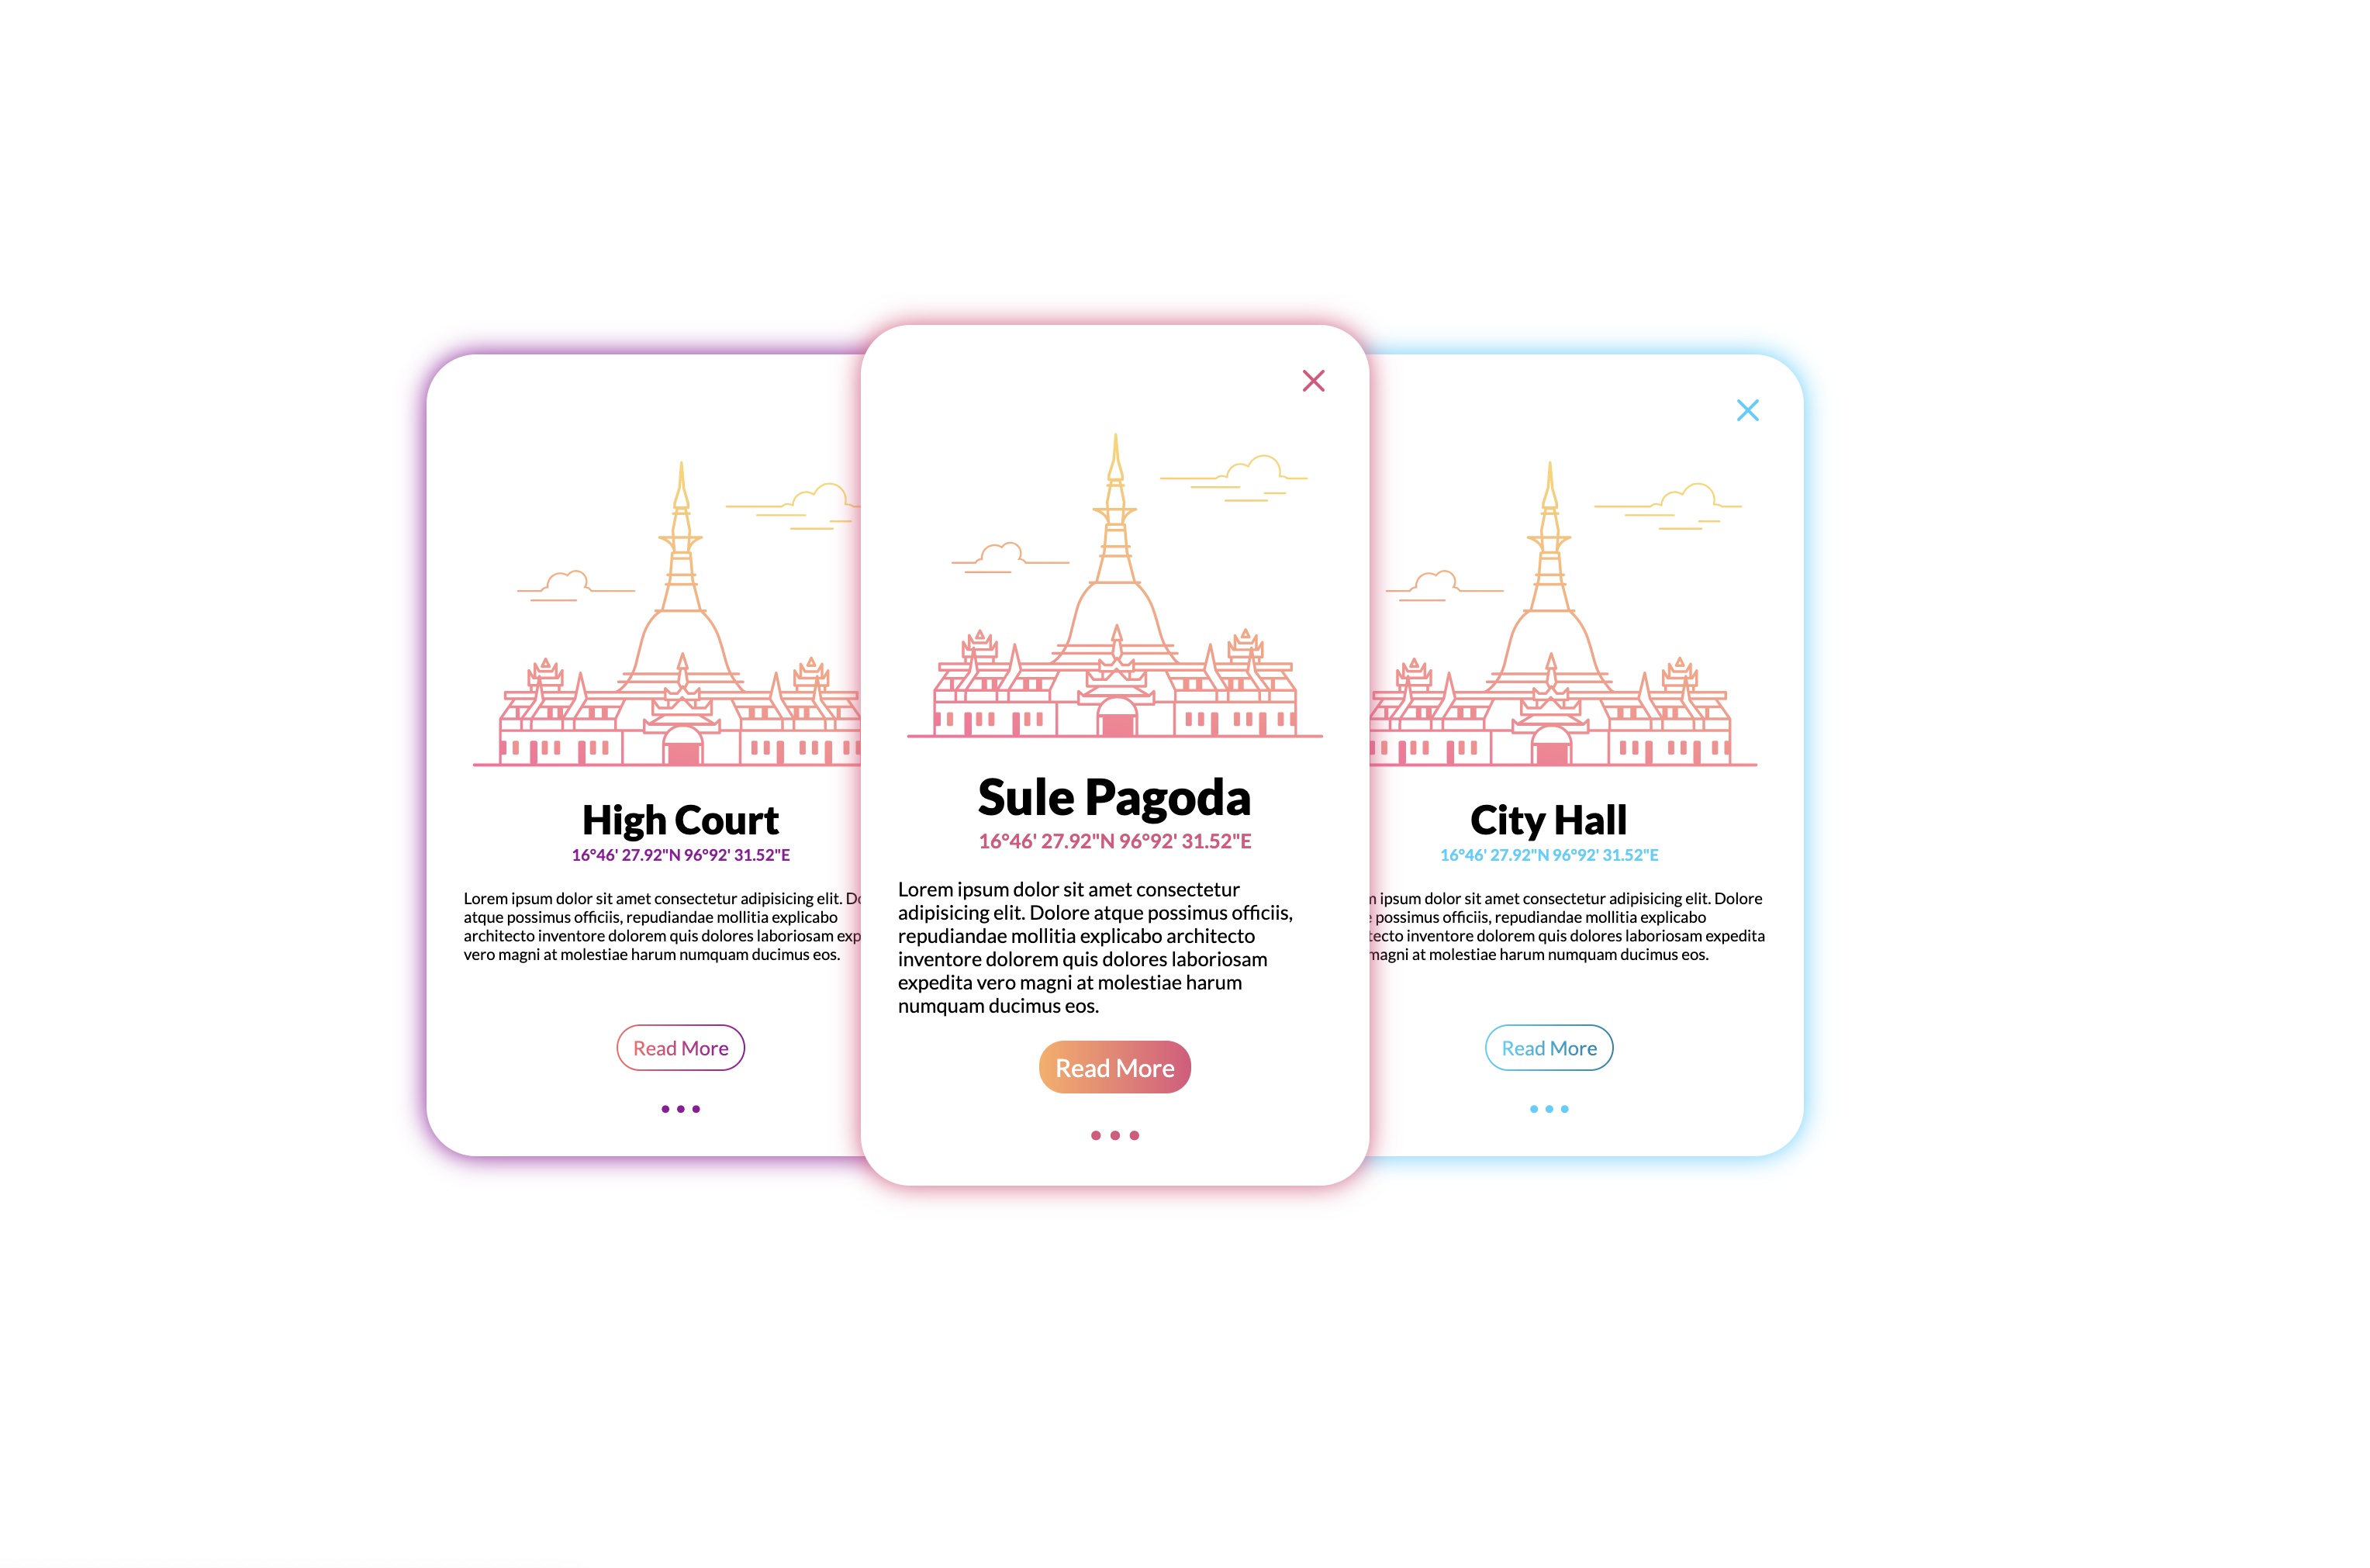 High Court
16°46' 27.92"N 96°92' 31.52"E
Lorem ipsum dolor sit amet consectetur adipisicing elit.
atque possimus officiis, repudiandae mollitia explicabo
architecto inventore dolorem quis dolores laboriosam exp
vero magni at molestiae harum numquam ducimus eos.
Read More
Sule Pagoda
16°46' 27.92"N 96°92' 31.52"E
Lorem ipsum dolor sit amet consectetur
adipisicing elit. Dolore atque possimus officiis,
repudiandae mollitia explicabo architecto
inventore dolorem quis dolores laboriosam
expedita vero magni at molestiae harum
numquam ducimus eos.
Read More
City Hall
16°46' 27.92"N 96°92' 31.52"E
ipsum dolor sit amet consectetur adipisicing elit. Dolore
possimus officiis, repudiandae mollitia explicabo
tecto inventore dolorem quis dolores laboriosam expedita
magni at molestiae harum numquam ducimus eos.
Read More